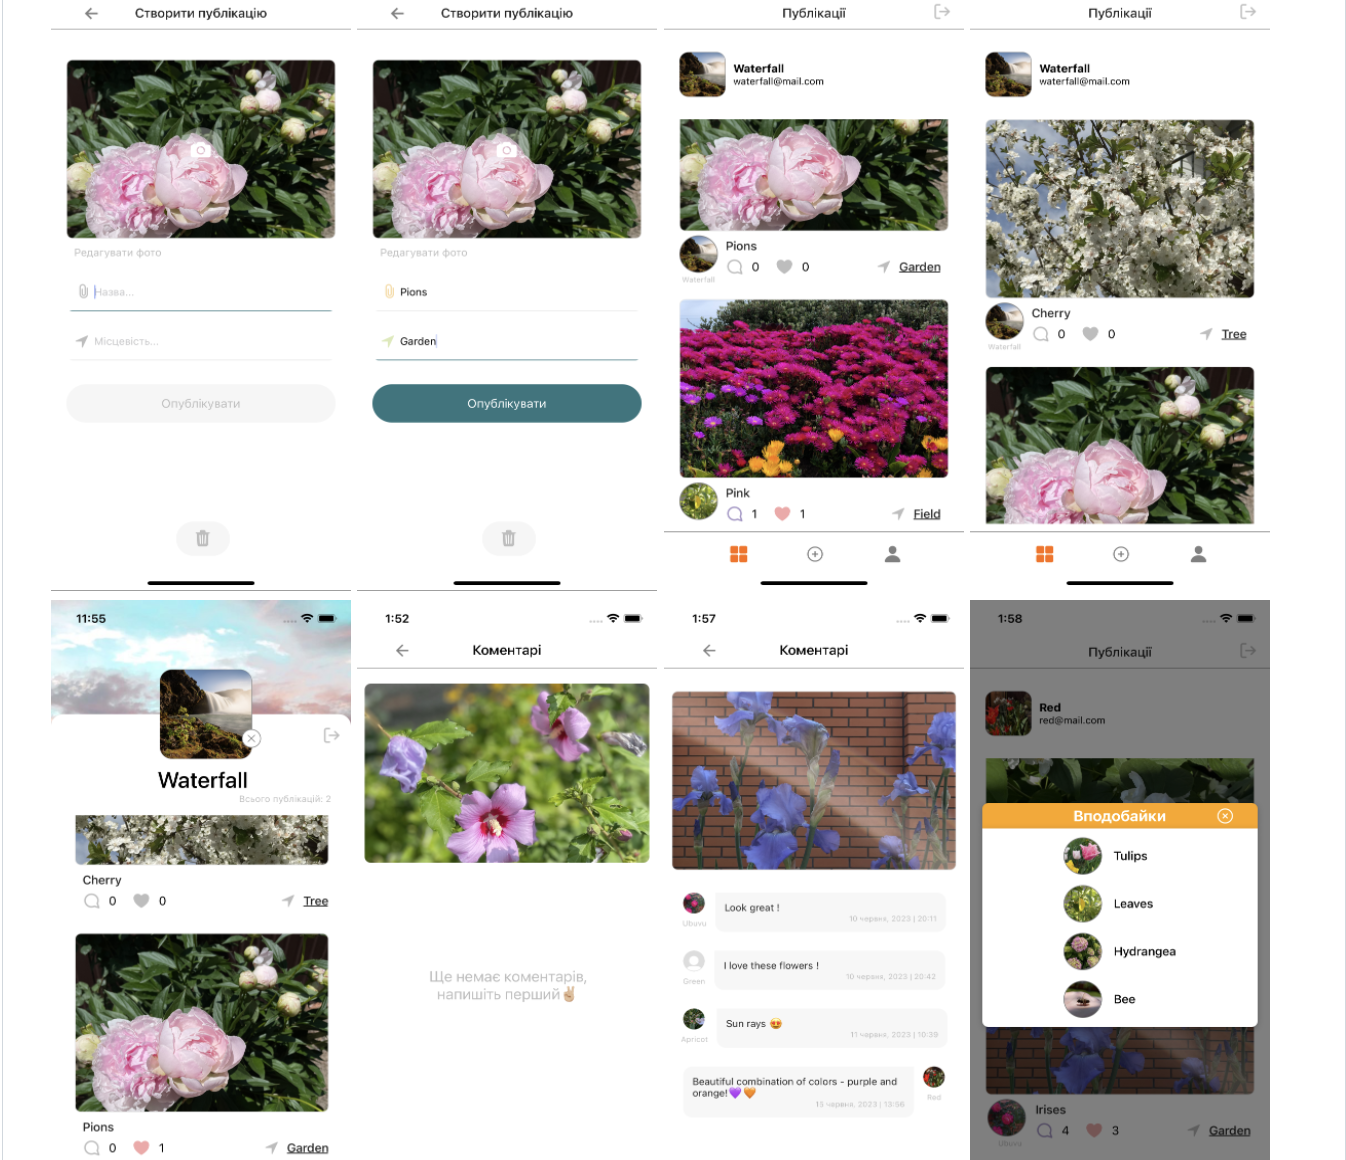 Створити публікацію
Редагувати фото
Назва...
Місцевість...
Опублікувати
Створити публікацію
Редагувати фото
Pions
Garden
Опублікувати
Публікації
Waterfall
waterfall@mail.com
Pions
Waterfall
0 0 Garden
Pink
1 1 Field
Публікації
Waterfall
waterfall@mail.com
Cherry
Waterfall
0 0 Tree
11:55
Waterfall
Всього публікацій: 2
Cherry
0 0 Tree
Pions
0 1 Garden
1:52
Коментарі
Ще немає коментарів,
напишіть перший✌🏼
1:57
Коментарі
Look great !
Ubuvu
10 червня, 2023 | 20:11
I love these flowers !
Green
10 червня, 2023 | 20:42
Sun rays 😍
Apricot
11 червня, 2023 | 10:39
Beautiful combination of colors - purple and
orange!💜🧡
Red
13 червня, 2023 | 13:56
1:58
Публікації
Red
red@mail.com
Вподобайки
Tulips
Leaves
Hydrangea
Bee
Irises
Ubuvu
4 3 Garden